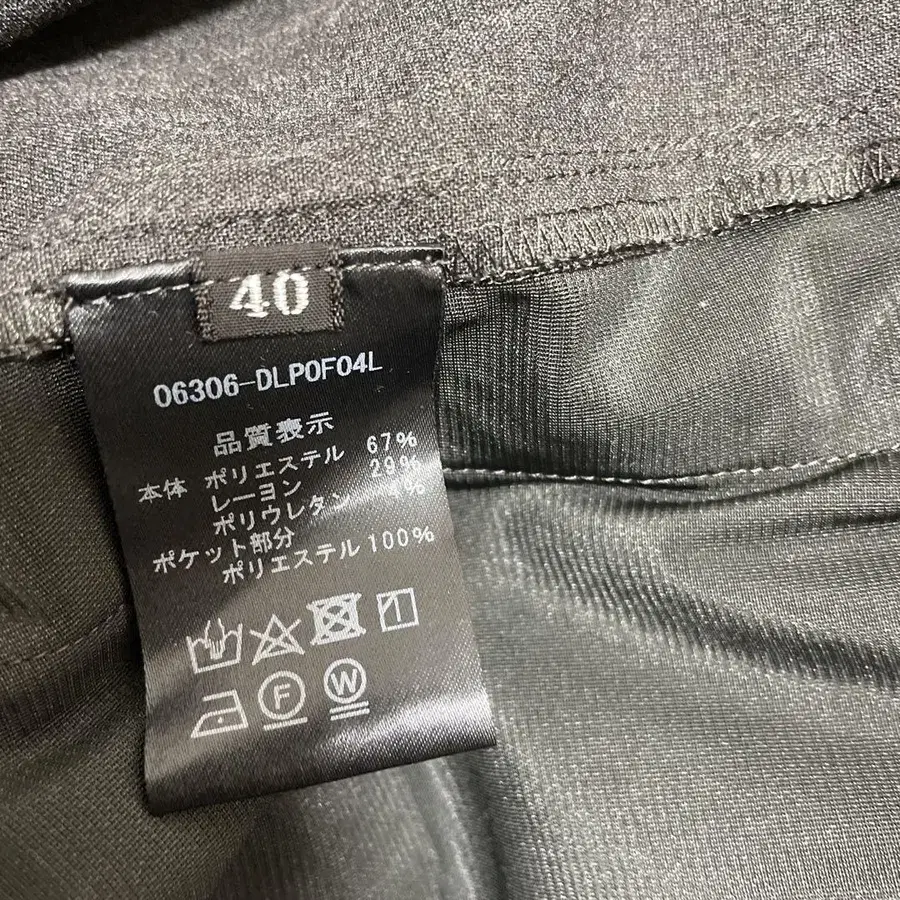 40
06306-DLP0F04L
品質表示
本体 ポリエステル 67%
レーヨン 29%
ポリウレタン 4%
ポケット部分
ポリエステル 100%
F W